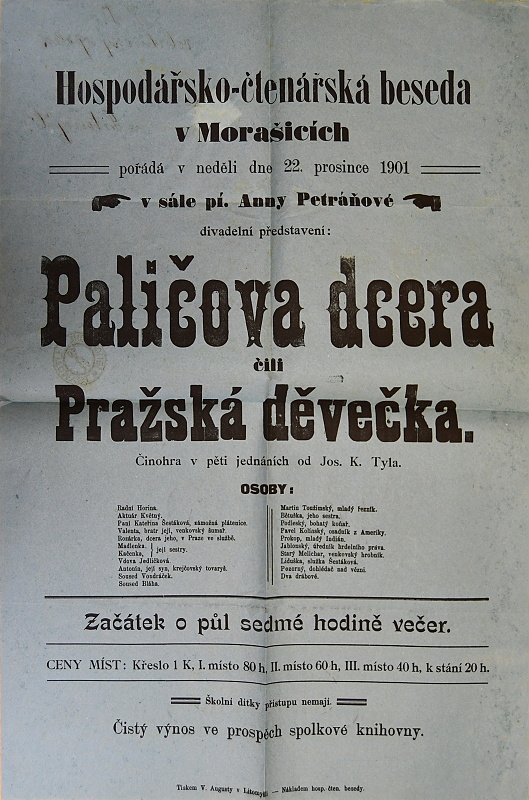 Hospodářsko-čtenářská beseda
v Morašicích
pořádá v neděli dne 22. prosince 1901
v sále pí. Anny Petráňové
divadelní představení:
Paličova dcera
čili
Pražská děvečka.
Činohra v pěti jednáních od Jos. K. Tyla.
OSOBY:
Radní Horina.
Aktuár Květný.
Paní Kateřina Šestáková, námožná plátenice.
Valenta, bratr její, venkovský šumař.
Rozárka, dcera jeho, v Praze ve službě.
Madlenka,
Kačenka, } její sestry.
Vdova Jedličková.
Antonín, její syn, krejčovský tovaryš.
Soused Vondráček.
Soused Bláha.
Martin Toužimský, mladý řezník.
Bětuška, jeho sestra.
Podleský, bohatý koňař.
Pavel Kolínský, osadník z Ameriky.
Prokop, mladý Indián.
Jablonský, úředník hrdelního práva.
Starý Melichar, venkovský hrobník.
Liduška, služka Šestáková.
Pozorný, dohlédač nad vězni.
Dva drábové.
Začátek o půl sedmé hodině večer.
CENY MÍST: Křeslo 1 K, I. místo 80 h, II. místo 60 h, III. místo 40 h, k stání 20 h.
Školní dítky přístupu nemají.
Čistý výnos ve prospěch spolkové knihovny.
Tiskem V. Augusty v Litomyšli — Nákladem hosp. čten. besedy.